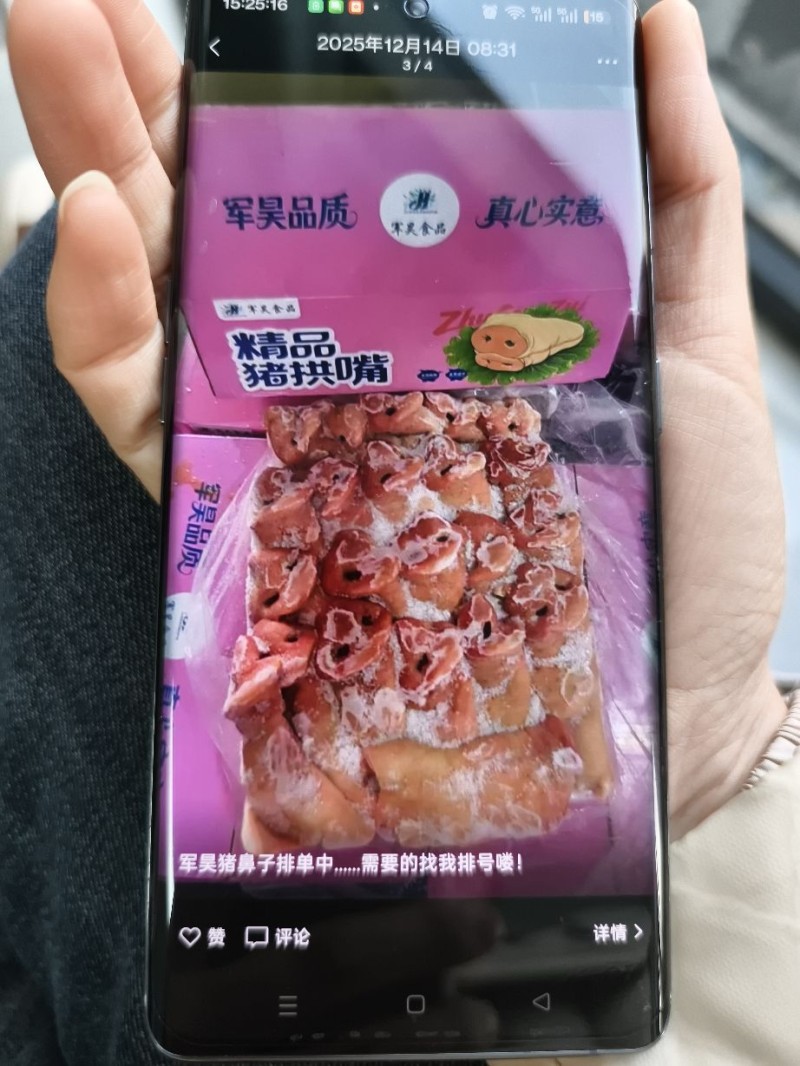 15:25:16
16
2025年12月14日 08:31
3 / 4
军昊品质
军昊食品
真心实意
军昊食品
精品
猪拱嘴
军昊品质
军昊猪鼻子排单中......需要的找我排号喽!
赞
评论
详情